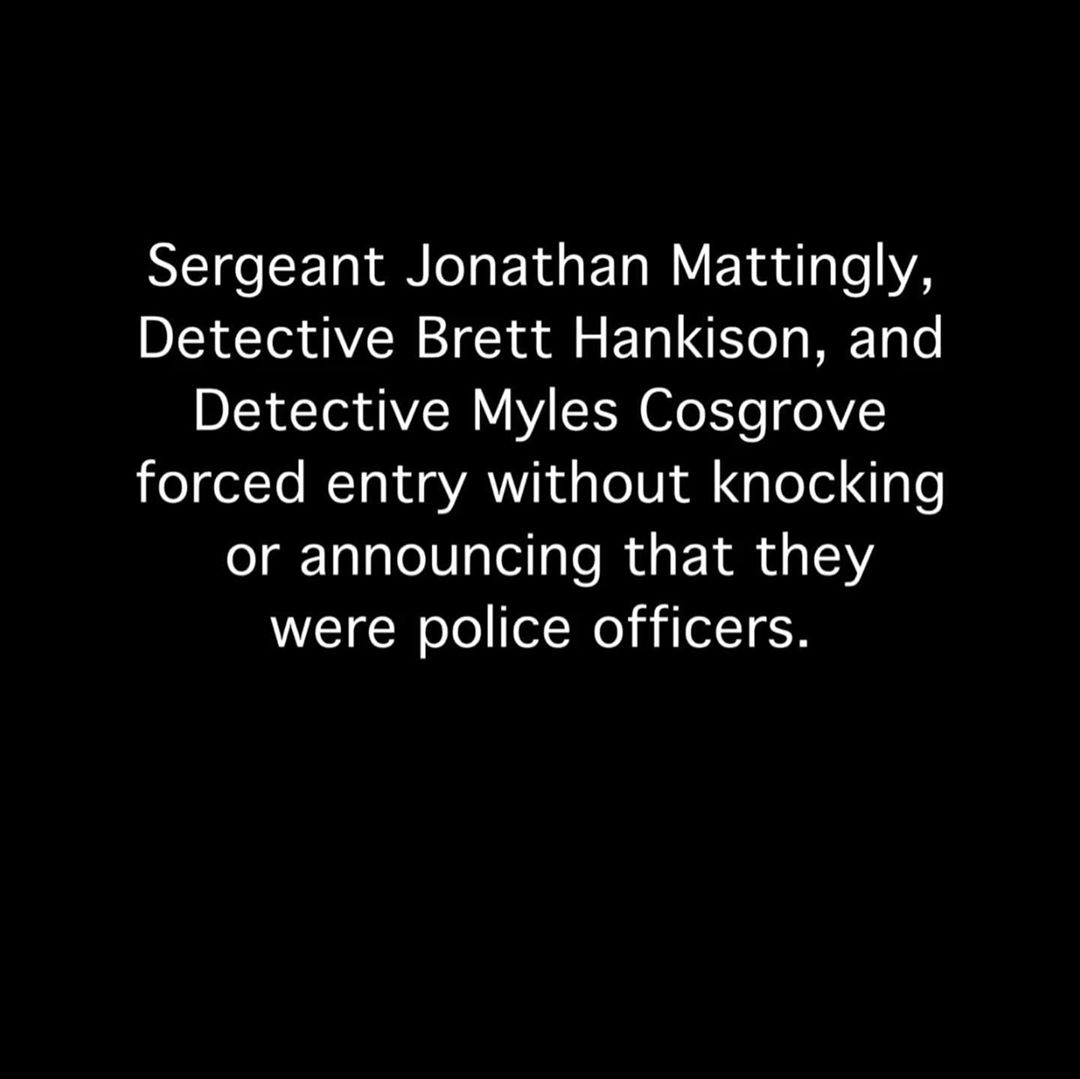 Sergeant Jonathan Mattingly,
Detective Brett Hankison, and
Detective Myles Cosgrove
forced entry without knocking
or announcing that they
were police officers.